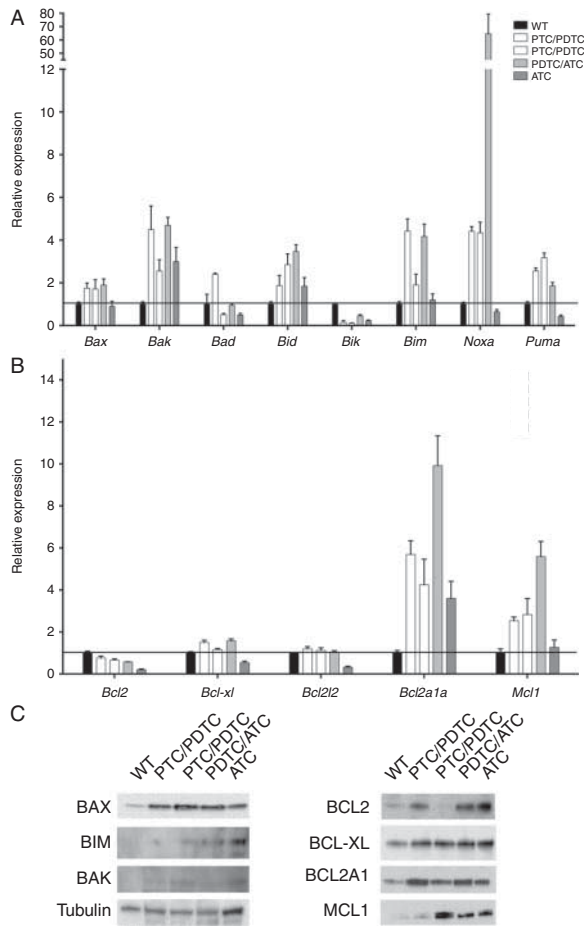 A
WT
PTC/PDTC
PTC/PDTC
PDTC/ATC
ATC
80
70
60
50
40
30
20
12
10
8
6
4
2
0
Relative expression
Bax Bak Bad Bid Bik Bim Noxa Puma
B
14
12
10
8
6
4
2
0
Relative expression
Bcl2 Bcl-xl Bcl2l2 Bcl2a1a Mcl1
C
WT PTC/PDTC PTC/PDTC PDTC/ATC ATC
BAX
BIM
BAK
Tubulin
WT PTC/PDTC PTC/PDTC PDTC/ATC ATC
BCL2
BCL-XL
BCL2A1
MCL1